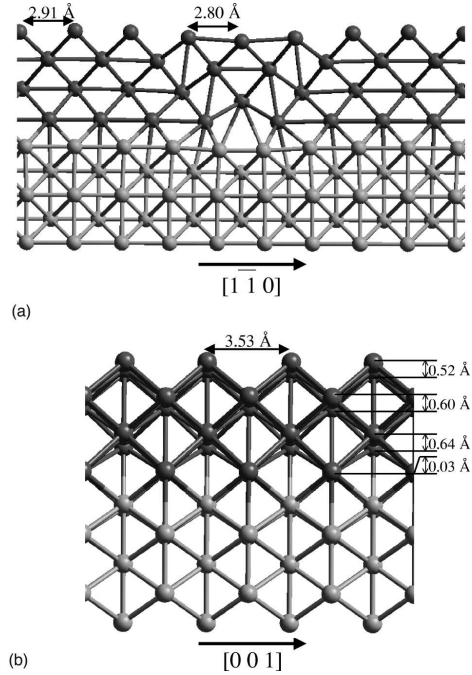 2.91 Å
2.80 Å
[1 1̅ 0]
(a)
3.53 Å
0.52 Å
0.60 Å
0.64 Å
0.03 Å
[0 0 1]
(b)